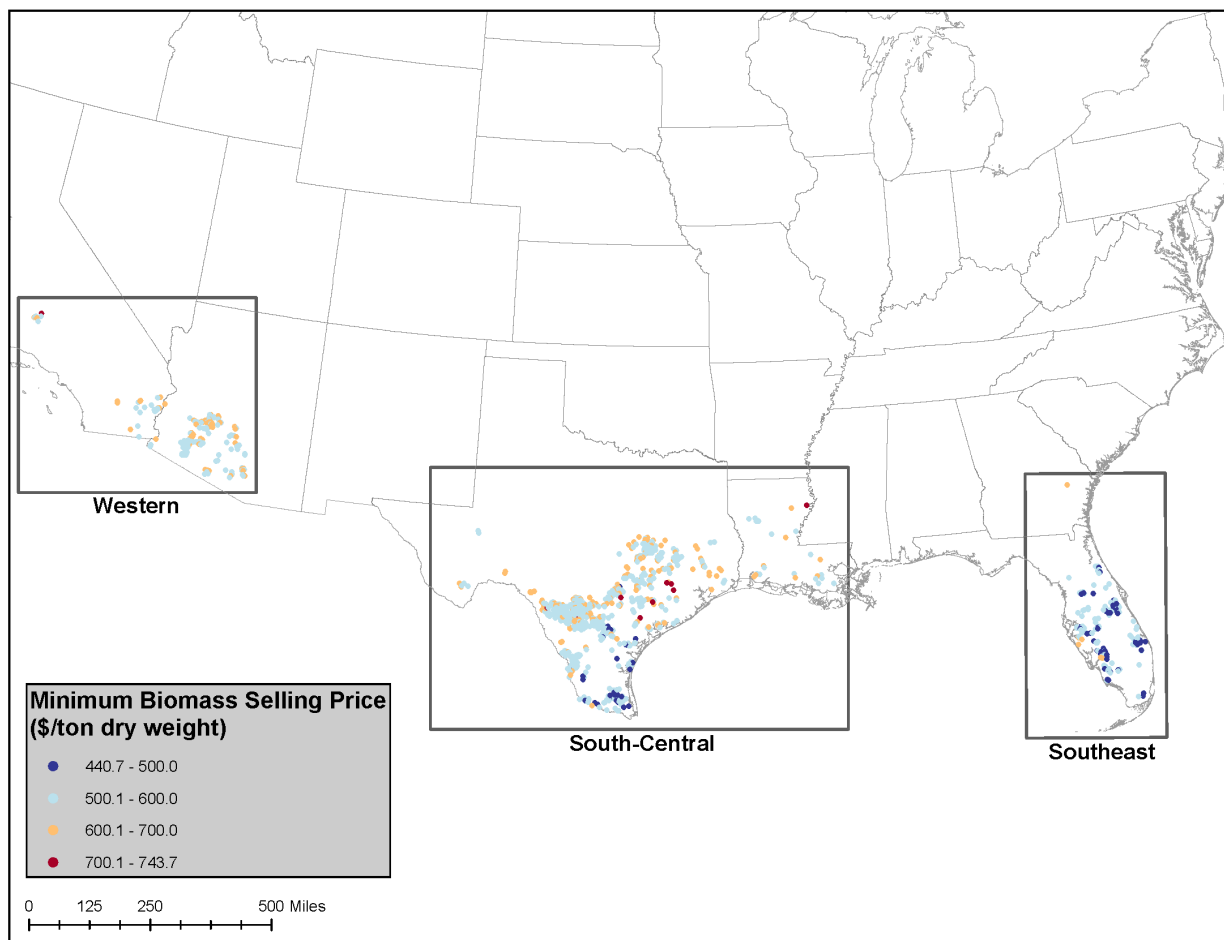 Western
South-Central
Southeast
Minimum Biomass Selling Price
($/ton dry weight)
440.7 - 500.0
500.1 - 600.0
600.1 - 700.0
700.1 - 743.7
0 125 250 500 Miles